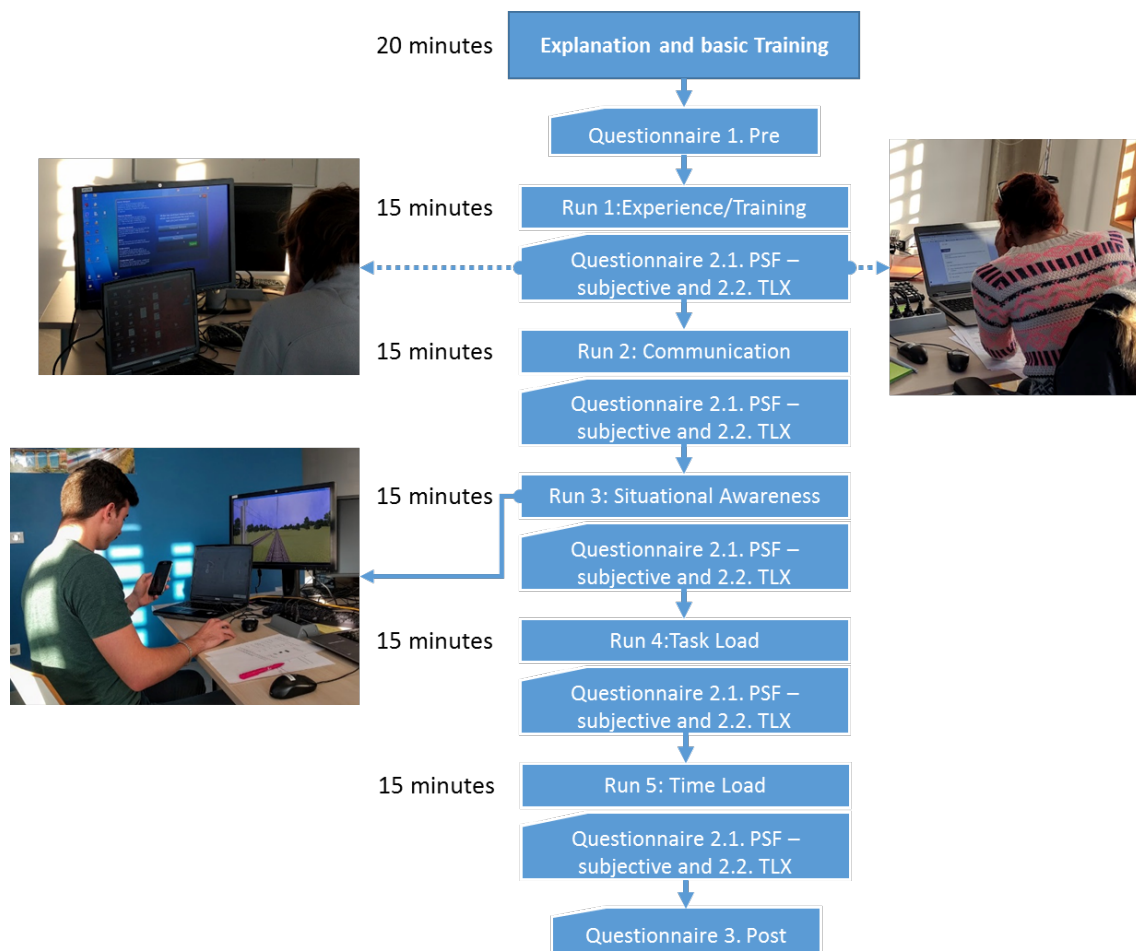 20 minutes
Explanation and basic Training
Questionnaire 1. Pre
15 minutes
Run 1:Experience/Training
Questionnaire 2.1. PSF –
subjective and 2.2. TLX
15 minutes
Run 2: Communication
Questionnaire 2.1. PSF –
subjective and 2.2. TLX
15 minutes
Run 3: Situational Awareness
Questionnaire 2.1. PSF –
subjective and 2.2. TLX
15 minutes
Run 4:Task Load
Questionnaire 2.1. PSF –
subjective and 2.2. TLX
15 minutes
Run 5: Time Load
Questionnaire 2.1. PSF –
subjective and 2.2. TLX
Questionnaire 3. Post